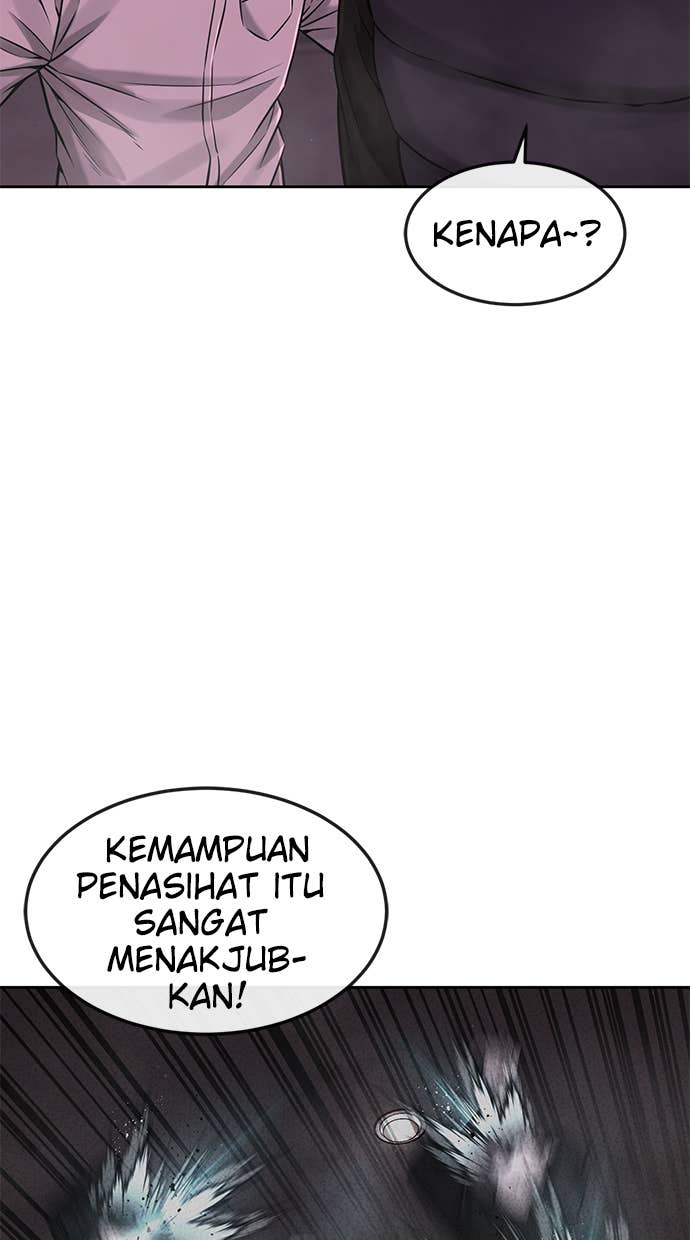 KENAPA~?
KEMAMPUAN
PENASIHAT ITU
SANGAT
MENAKJUB-
KAN!